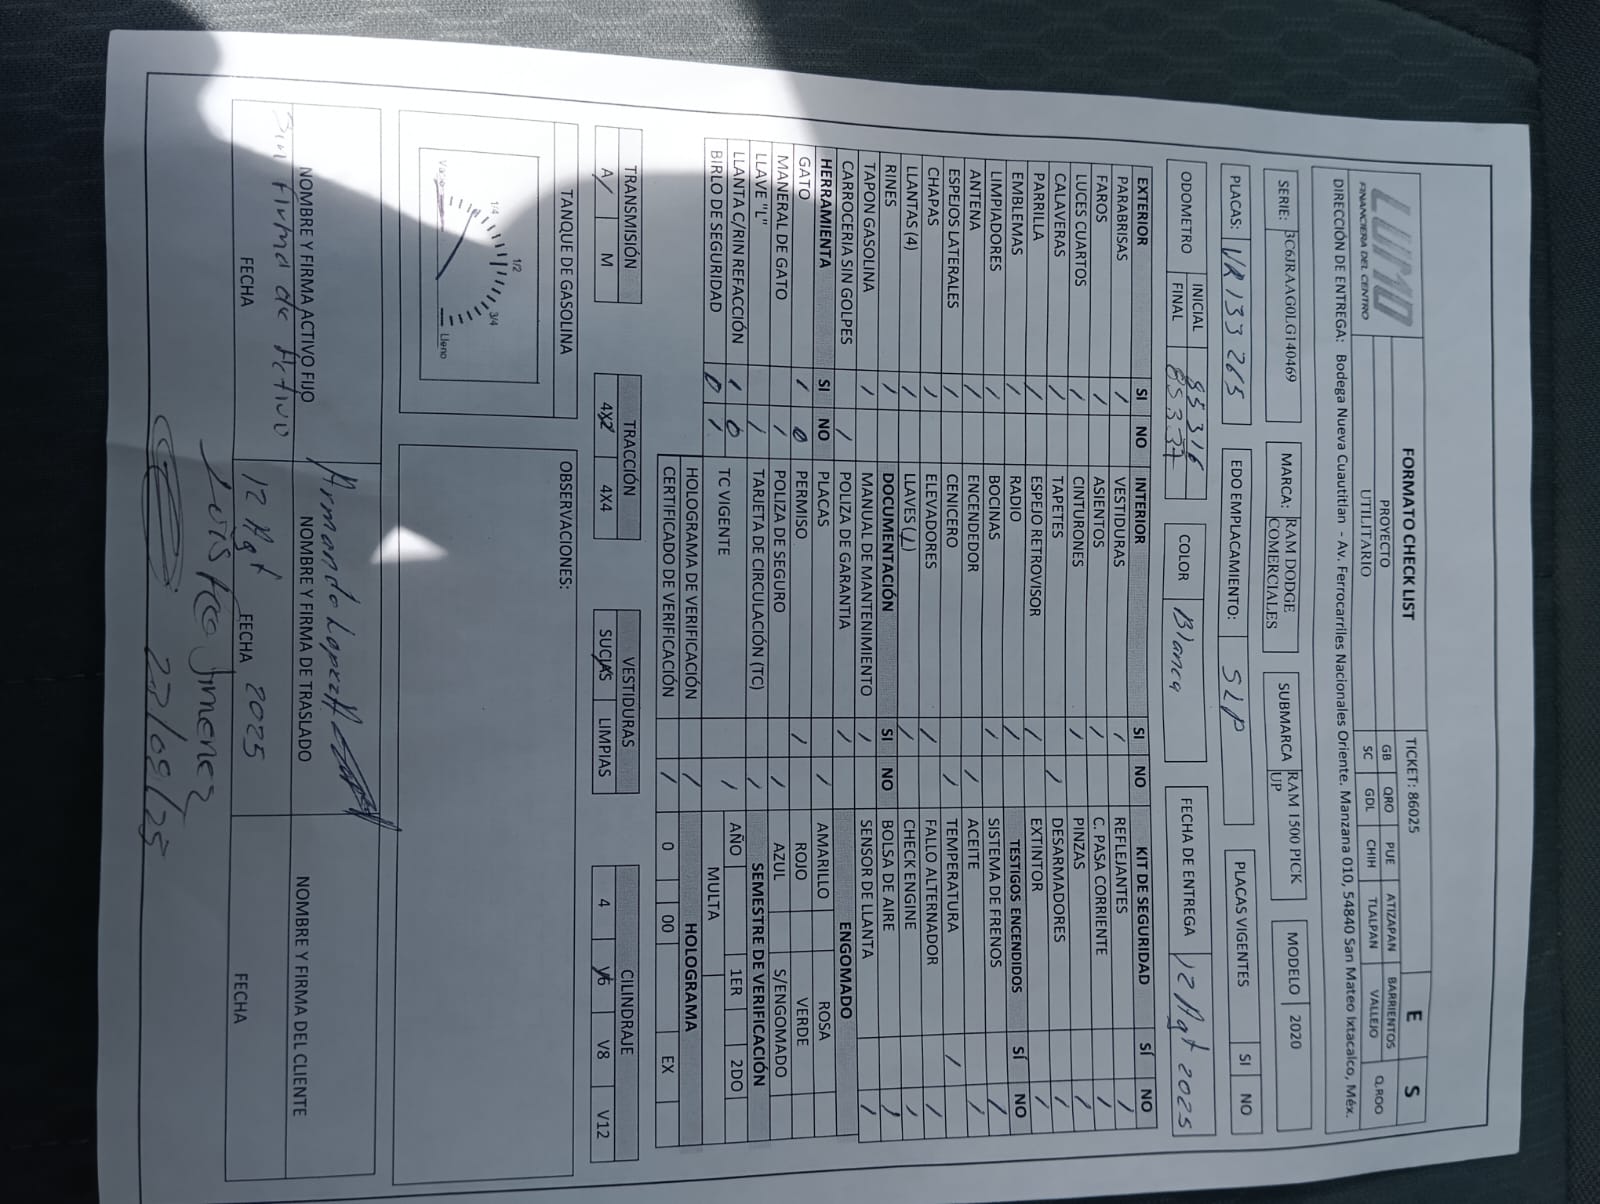 LUMO
FINANCIERA DEL CENTRO
FORMATO CHECK LIST
PROYECTO
UTILITARIO
TICKET: 86025
E S
GB QRO PUE ATIZAPAN BARRIENTOS Q.ROO
SC GDL CHIH TLALPAN VALLEJO
DIRECCIÓN DE ENTREGA: Bodega Nueva Cuautitlan - Av. Ferrocarriles Nacionales Oriente. Manzana 010, 54840 San Mateo Ixtacalco, Méx.
SERIE: 3C6JRAAG0LG140469 MARCA: RAM DODGE COMERCIALES SUBMARCA RAM 1500 PICK UP MODELO 2020
PLACAS: VR133265 EDO EMPLACAMIENTO: SLP PLACAS VIGENTES SI NO
ODOMETRO INICIAL 85316 COLOR Blanca FECHA DE ENTREGA 12 Agt 2025
FINAL 85337
EXTERIOR SI NO INTERIOR SI NO KIT DE SEGURIDAD SÍ NO
PARABRISAS / VESTIDURAS / REFLEJANTES /
FAROS / ASIENTOS / C. PASA CORRIENTE /
LUCES CUARTOS / CINTURONES / PINZAS /
CALAVERAS / TAPETES / DESARMADORES /
PARRILLA / ESPEJO RETROVISOR / EXTINTOR /
EMBLEMAS / RADIO / TESTIGOS ENCENDIDOS SÍ NO
LIMPIADORES / BOCINAS / SISTEMA DE FRENOS /
ANTENA / ENCENDEDOR / ACEITE /
ESPEJOS LATERALES / CENICERO / TEMPERATURA /
CHAPAS / ELEVADORES / FALLO ALTERNADOR /
LLANTAS (4) / LLAVES (1) / CHECK ENGINE /
RINES / DOCUMENTACIÓN SI NO BOLSA DE AIRE /
TAPON GASOLINA / MANUAL DE MANTENIMIENTO / SENSOR DE LLANTA /
CARROCERIA SIN GOLPES / POLIZA DE GARANTIA / ENGOMADO
HERRAMIENTA SI NO PLACAS / AMARILLO ROSA
GATO / 0 PERMISO / ROJO VERDE
MANERAL DE GATO / POLIZA DE SEGURO / AZUL S/ENGOMADO
LLAVE "L" / TARJETA DE CIRCULACIÓN (TC) / SEMESTRE DE VERIFICACIÓN
LLANTA C/RIN REFACCIÓN / 0 TC VIGENTE / AÑO 1ER 2DO
BIRLO DE SEGURIDAD 0 / MULTA
HOLOGRAMA DE VERIFICACIÓN / HOLOGRAMA
CERTIFICADO DE VERIFICACIÓN / 0 00 EX
TRANSMISIÓN TRACCIÓN VESTIDURAS CILINDRAJE
A/ M 4X2 4X4 SUCIAS LIMPIAS 4 V6 V8 V12
TANQUE DE GASOLINA OBSERVACIONES:
1/4 1/2 3/4
Lleno
Armando Lopez
NOMBRE Y FIRMA ACTIVO FIJO NOMBRE Y FIRMA DE TRASLADO NOMBRE Y FIRMA DEL CLIENTE
Sin firma de Activo 12 Agt 2025
FECHA FECHA FECHA
Luis Fco Jimenez
22/08/25